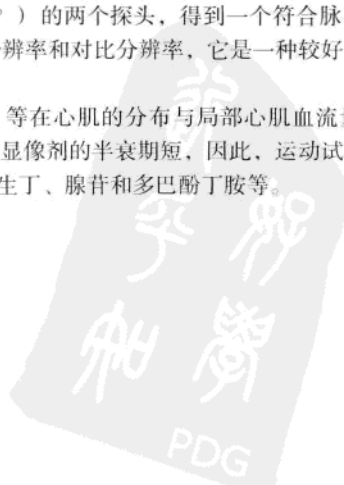 °）的两个探头，得到一个符合脉
辨率和对比分辨率，它是一种较好
等在心肌的分布与局部心肌血流量
显像剂的半衰期短，因此，运动试
生丁、腺苷和多巴酚丁胺等。
PDG